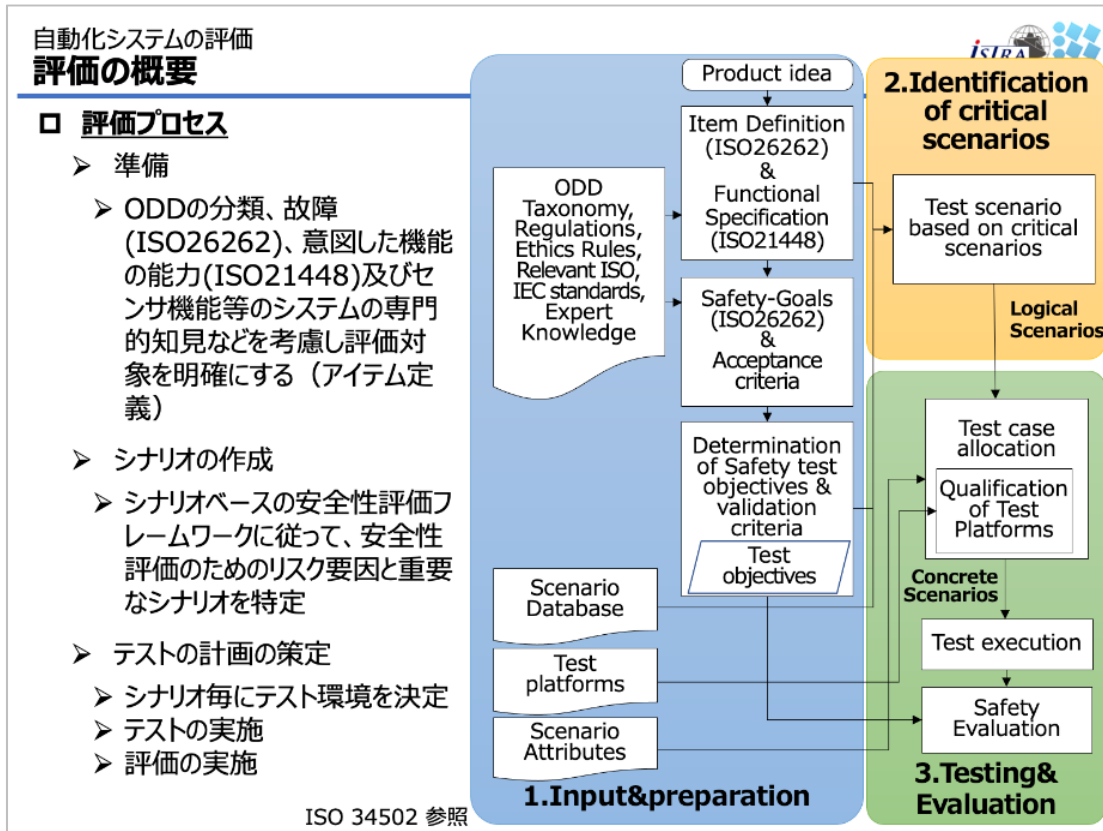 自動化システムの評価
評価の概要
評価プロセス
準備
ODDの分類、故障
(ISO26262)、意図した機能
の能力(ISO21448)及びセ
ンサ機能等のシステムの専門
的知見などを考慮し評価対
象を明確にする（アイテム定
義）
シナリオの作成
シナリオベースの安全性評価フ
レームワークに従って、安全性
評価のためのリスク要因と重要
なシナリオを特定
テストの計画の策定
シナリオ毎にテスト環境を決定
テストの実施
評価の実施
ISO 34502 参照
Product idea
Item Definition
(ISO26262)
&
Functional
Specification
(ISO21448)
ODD
Taxonomy,
Regulations,
Ethics Rules,
Relevant ISO,
IEC standards,
Expert
Knowledge
Safety-Goals
(ISO26262)
&
Acceptance
criteria
Determination
of Safety test
objectives &
validation
criteria
Test
objectives
Scenario
Database
Test
platforms
Scenario
Attributes
1.Input&preparation
ISTRA
2.Identification
of critical
scenarios
Test scenario
based on critical
scenarios
Logical
Scenarios
Test case
allocation
Qualification
of Test
Platforms
Concrete
Scenarios
Test execution
Safety
Evaluation
3.Testing&
Evaluation